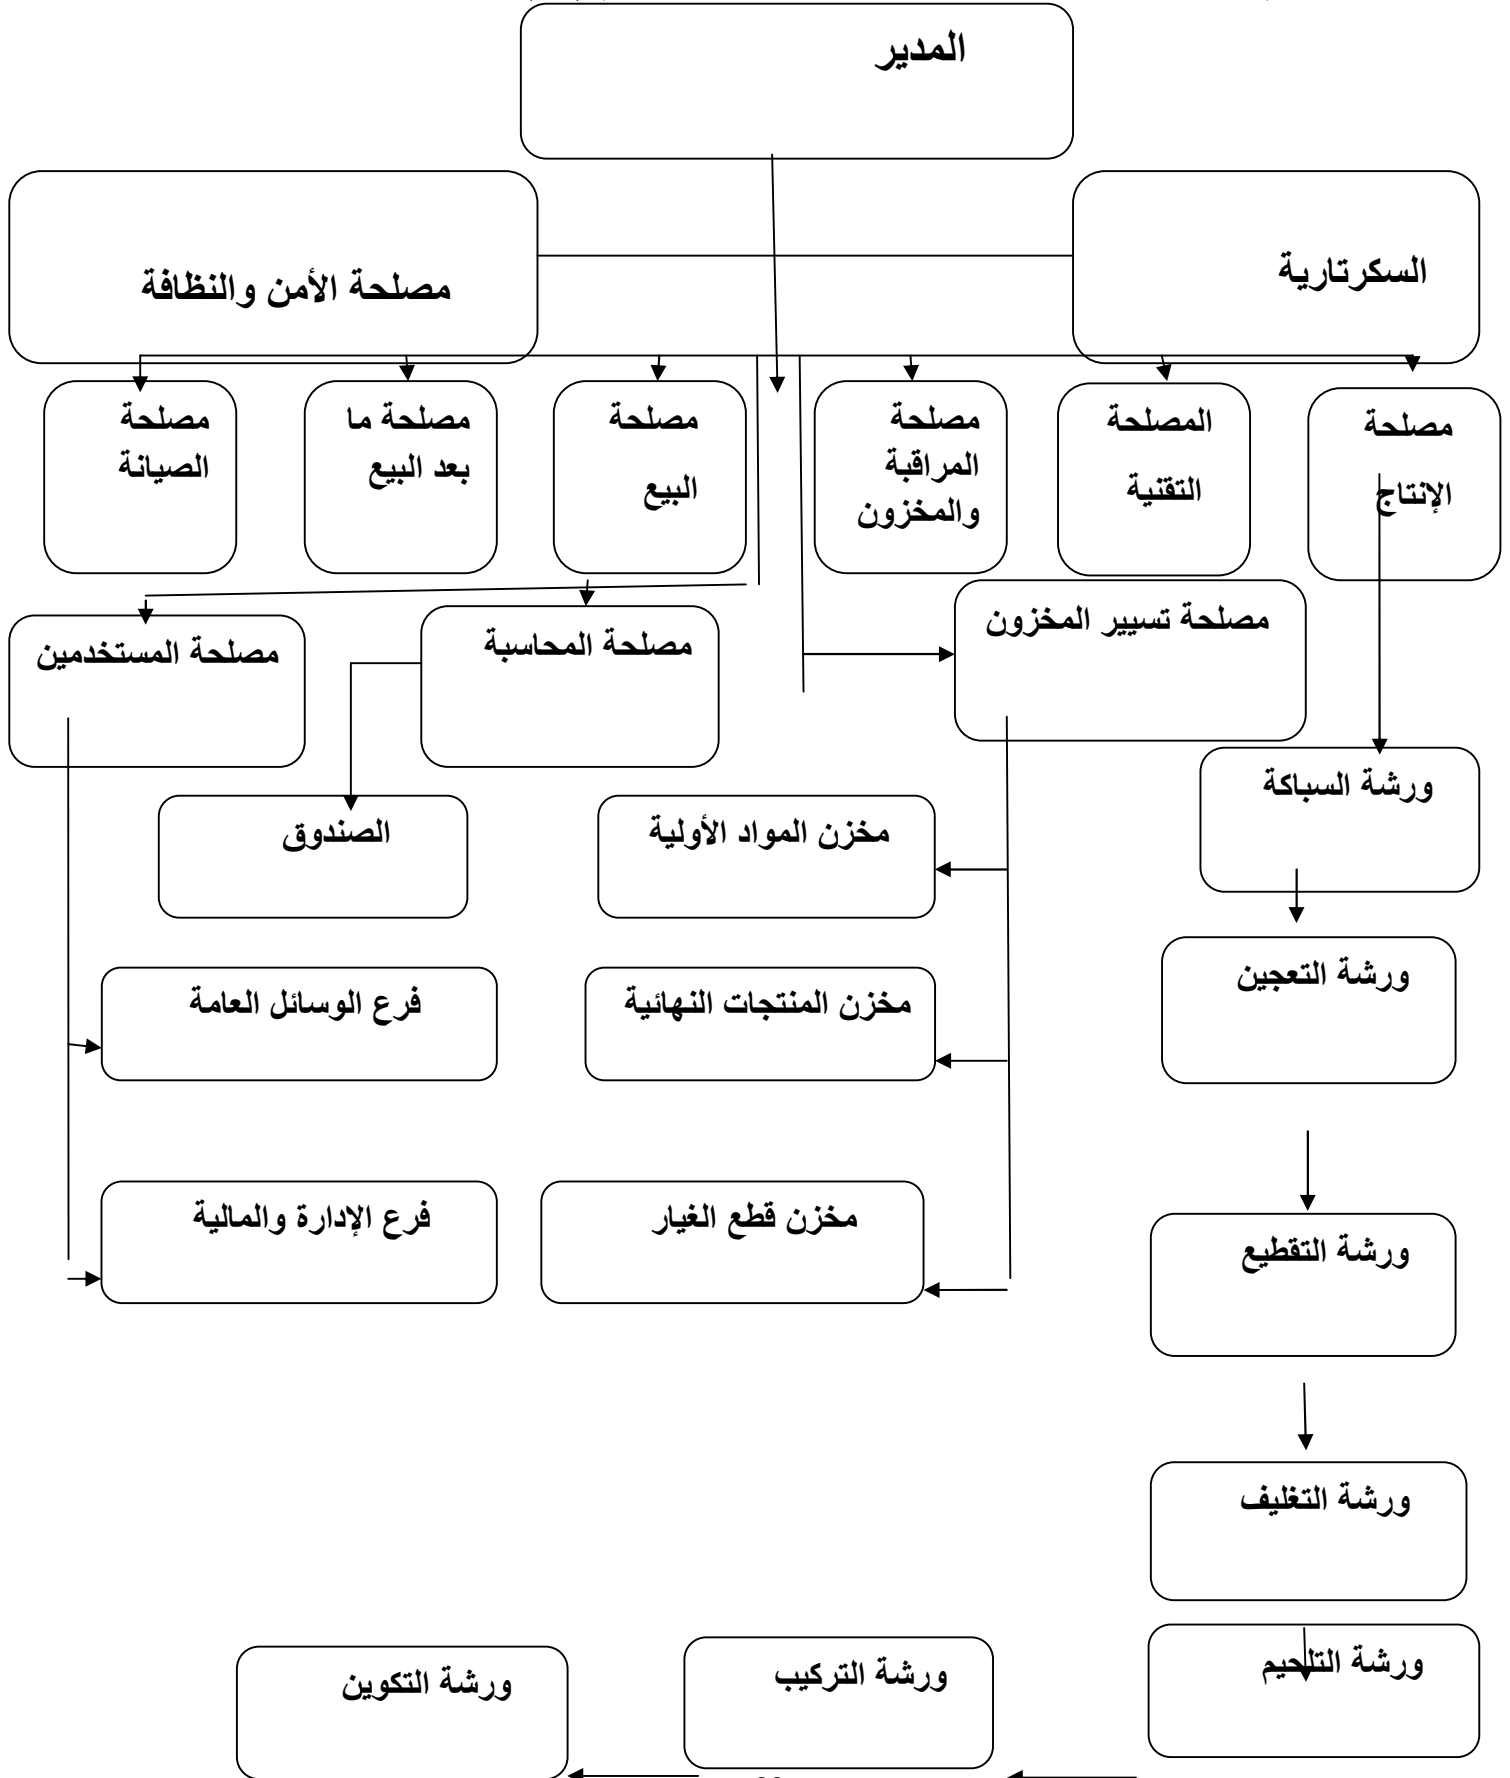 المدير
السكرتارية
مصلحة الأمن والنظافة
مصلحة
الإنتاج
المصلحة
التقنية
مصلحة
المراقبة
والمخزون
مصلحة
البيع
مصلحة ما
بعد البيع
مصلحة
الصيانة
مصلحة تسيير المخزون
مصلحة المحاسبة
مصلحة المستخدمين
ورشة السباكة
مخزن المواد الأولية
الصندوق
ورشة التعجين
مخزن المنتجات النهائية
فرع الوسائل العامة
ورشة التقطيع
مخزن قطع الغيار
فرع الإدارة والمالية
ورشة التغليف
ورشة التلحيم
ورشة التركيب
ورشة التكوين